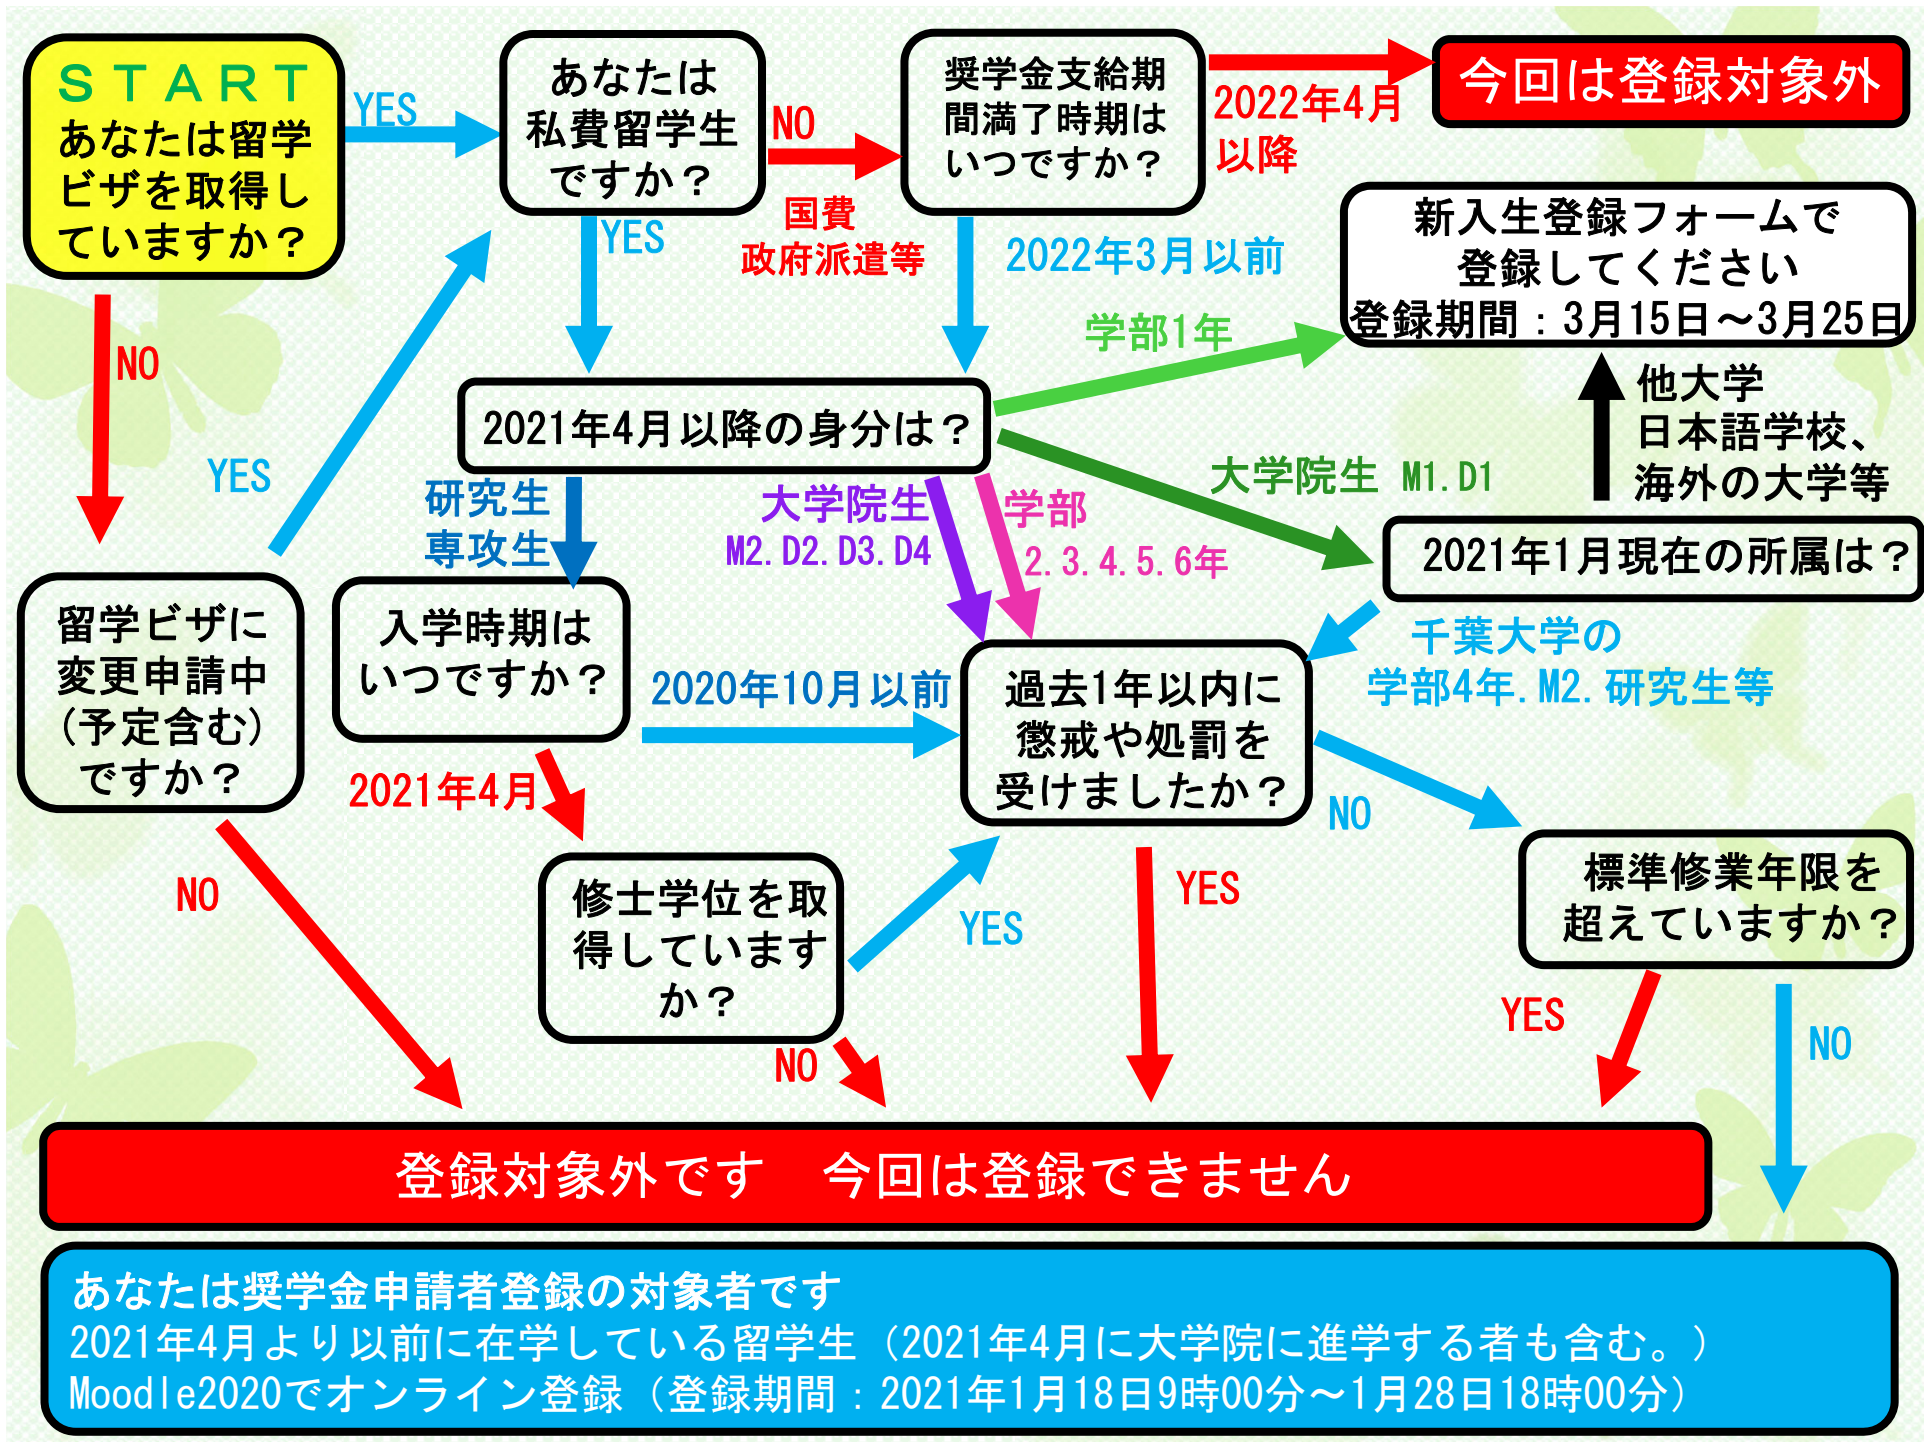 START
あなたは留学
ビザを取得し
ていますか？
YES
あなたは
私費留学生
ですか？
NO
国費
政府派遣等
奨学金支給期
間満了時期は
いつですか？
2022年4月
以降
今回は登録対象外
YES
2022年3月以前
新入生登録フォームで
登録してください
登録期間：3月15日～3月25日
NO
YES
学部1年
他大学
日本語学校、
海外の大学等
2021年4月以降の身分は？
研究生
専攻生
大学院生
M2.D2.D3.D4
学部
2.3.4.5.6年
大学院生 M1.D1
2021年1月現在の所属は？
千葉大学の
学部4年.M2.研究生等
留学ビザに
変更申請中
（予定含む）
ですか？
入学時期は
いつですか？
2020年10月以前
2021年4月
過去1年以内に
懲戒や処罰を
受けましたか？
NO
標準修業年限を
超えていますか？
NO
修士学位を取
得しています
か？
YES
YES
YES
NO
NO
登録対象外です　今回は登録できません
あなたは奨学金申請者登録の対象者です
2021年4月より以前に在学している留学生（2021年4月に大学院に進学する者も含む。）
Moodle2020でオンライン登録（登録期間：2021年1月18日9時00分～1月28日18時00分）